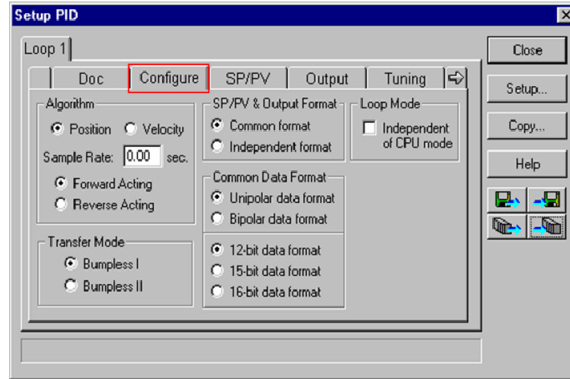 Setup PID
Loop 1
Doc
Configure
SP/PV
Output
Tuning
Algorithm
Position
Velocity
Sample Rate: 0.00 sec.
Forward Acting
Reverse Acting
Transfer Mode
Bumpless I
Bumpless II
SP/PV & Output Format
Common format
Independent format
Common Data Format
Unipolar data format
Bipolar data format
12-bit data format
15-bit data format
16-bit data format
Loop Mode
Independent
of CPU mode
Close
Setup...
Copy...
Help